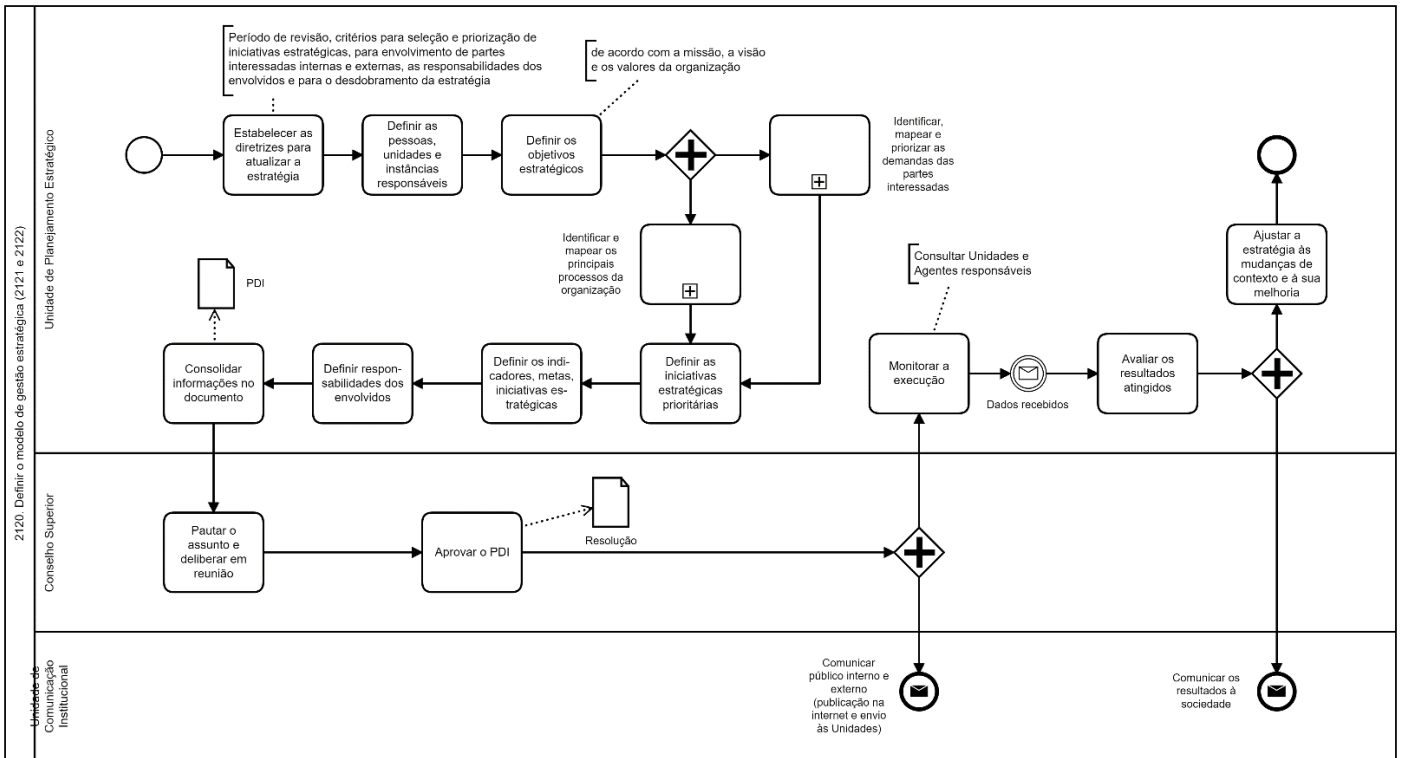 2120. Definir o modelo de gestão estratégica (2121 e 2122)
Unidade de Planejamento Estratégico
Período de revisão, critérios para seleção e priorização de
iniciativas estratégicas, para envolvimento de partes
interessadas internas e externas, as responsabilidades dos
envolvidos e para o desdobramento da estratégia
de acordo com a missão, a visão
e os valores da organização
Estabelecer as
diretrizes para
atualizar a
estratégia
Definir as
pessoas,
unidades e
instâncias
responsáveis
Definir os
objetivos
estratégicos
Identificar,
mapear e
priorizar as
demandas das
partes
interessadas
Identificar e
mapear os
principais
processos da
organização
PDI
Consolidar
informações no
documento
Definir respon-
sabilidades dos
envolvidos
Definir os indi-
cadores, metas,
iniciativas es-
tratégicas
Definir as
iniciativas
estratégicas
prioritárias
Consultar Unidades e
Agentes responsáveis
Monitorar a
execução
Dados recebidos
Avaliar os
resultados
atingidos
Ajustar a
estratégia às
mudanças de
contexto e à sua
melhoria
Conselho Superior
Pautar o
assunto e
deliberar em
reunião
Aprovar o PDI
Resolução
Unidade de
Comunicação
Institucional
Comunicar
público interno e
externo
(publicação na
internet e envio
às Unidades)
Comunicar os
resultados à
sociedade